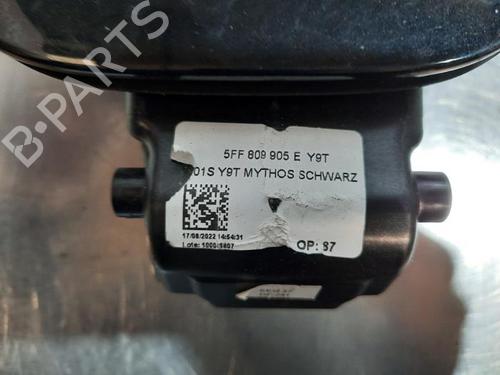 5FF 809 905 E Y9T
Y9T MYTHOS SCHWARZ
17/08/2022 14:54:31
OP: 87
B-PARTS